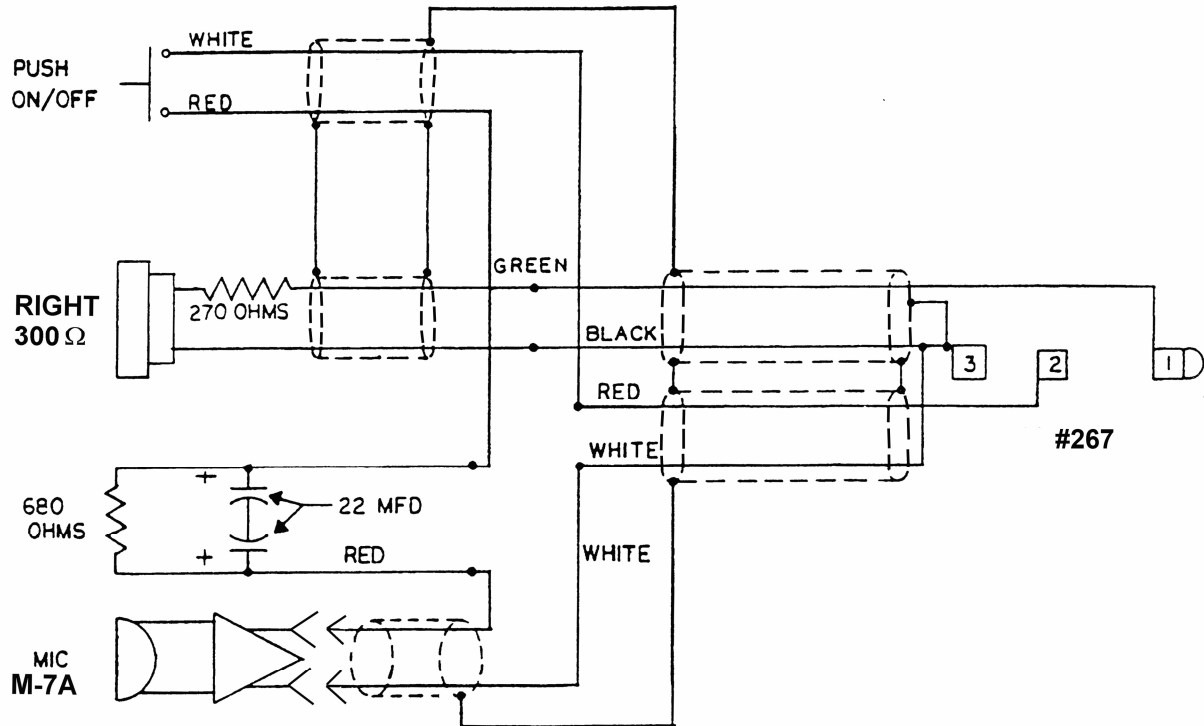 WHITE
PUSH
ON/OFF
RED
GREEN
RIGHT
300 Ω
270 OHMS
BLACK
3
2
1
RED
#267
WHITE
+
680
OHMS
22 MFD
+
RED
WHITE
MIC
M-7A